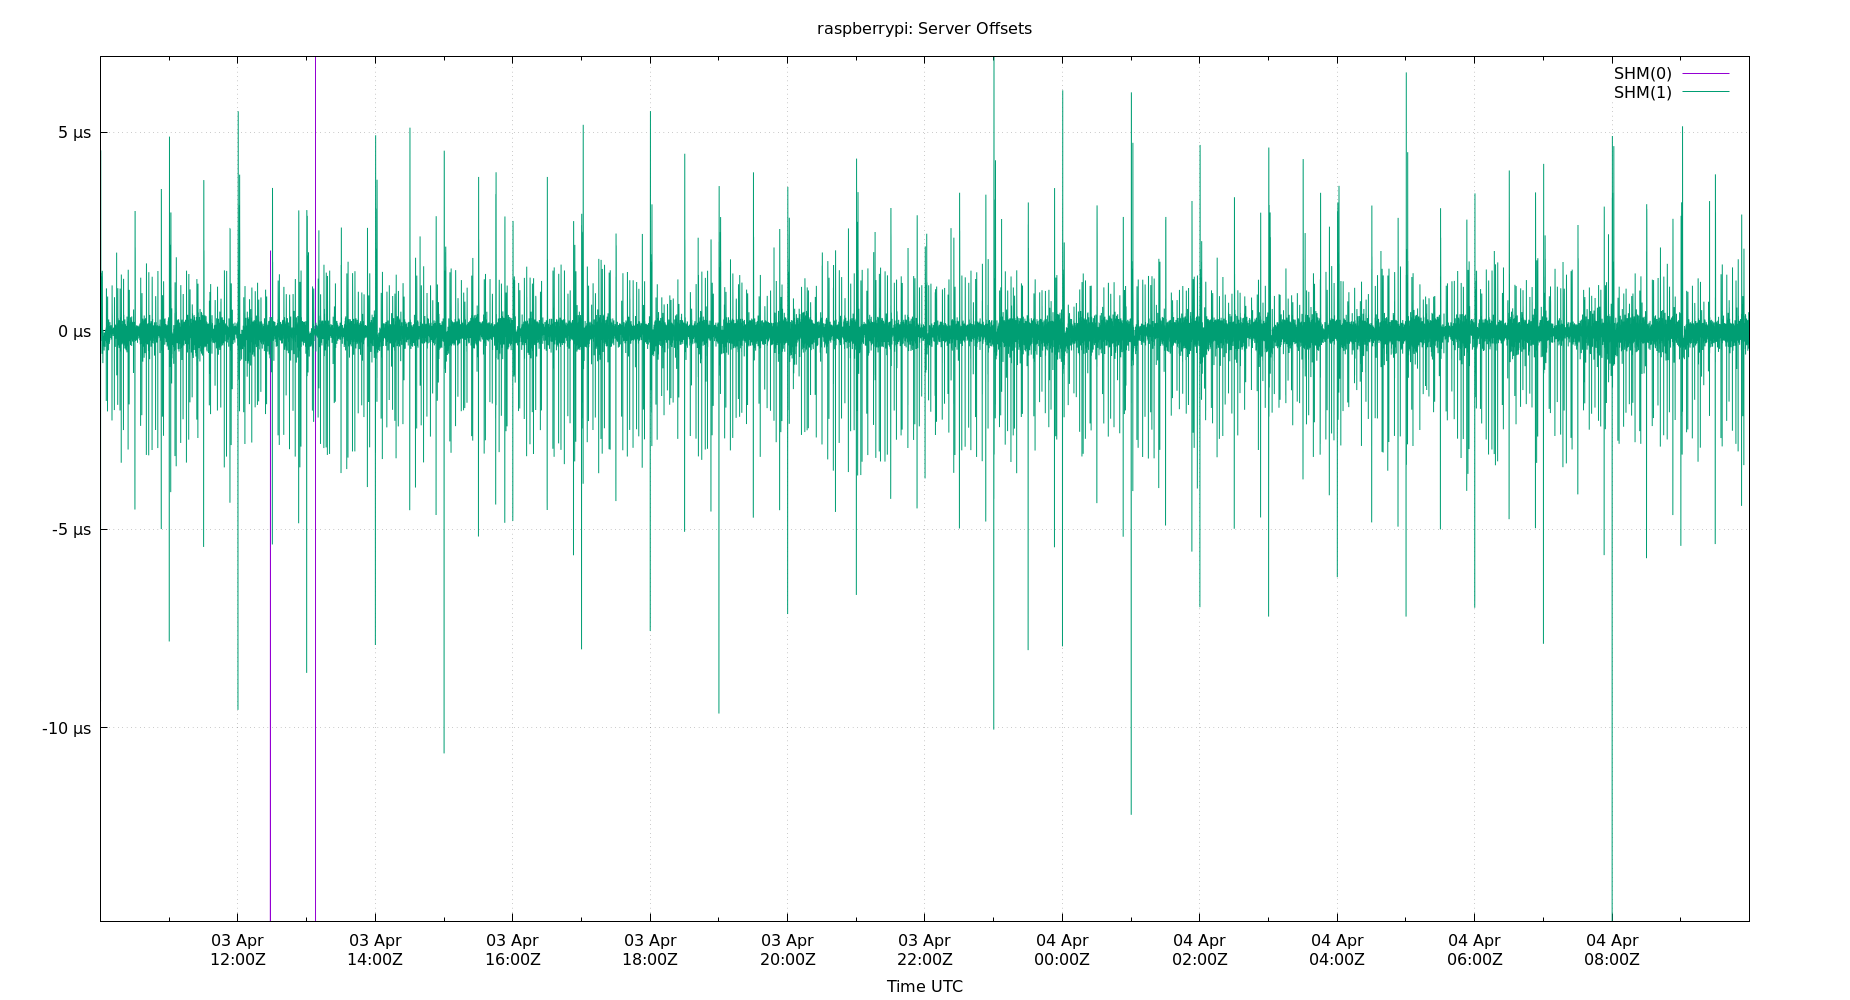 raspberrypi: Server Offsets
SHM(0)
SHM(1)
5 µs
0 µs
-5 µs
-10 µs
03 Apr 03 Apr 03 Apr 03 Apr 03 Apr 03 Apr 04 Apr 04 Apr 04 Apr 04 Apr 04 Apr
12:00Z 14:00Z 16:00Z 18:00Z 20:00Z 22:00Z 00:00Z 02:00Z 04:00Z 06:00Z 08:00Z
Time UTC